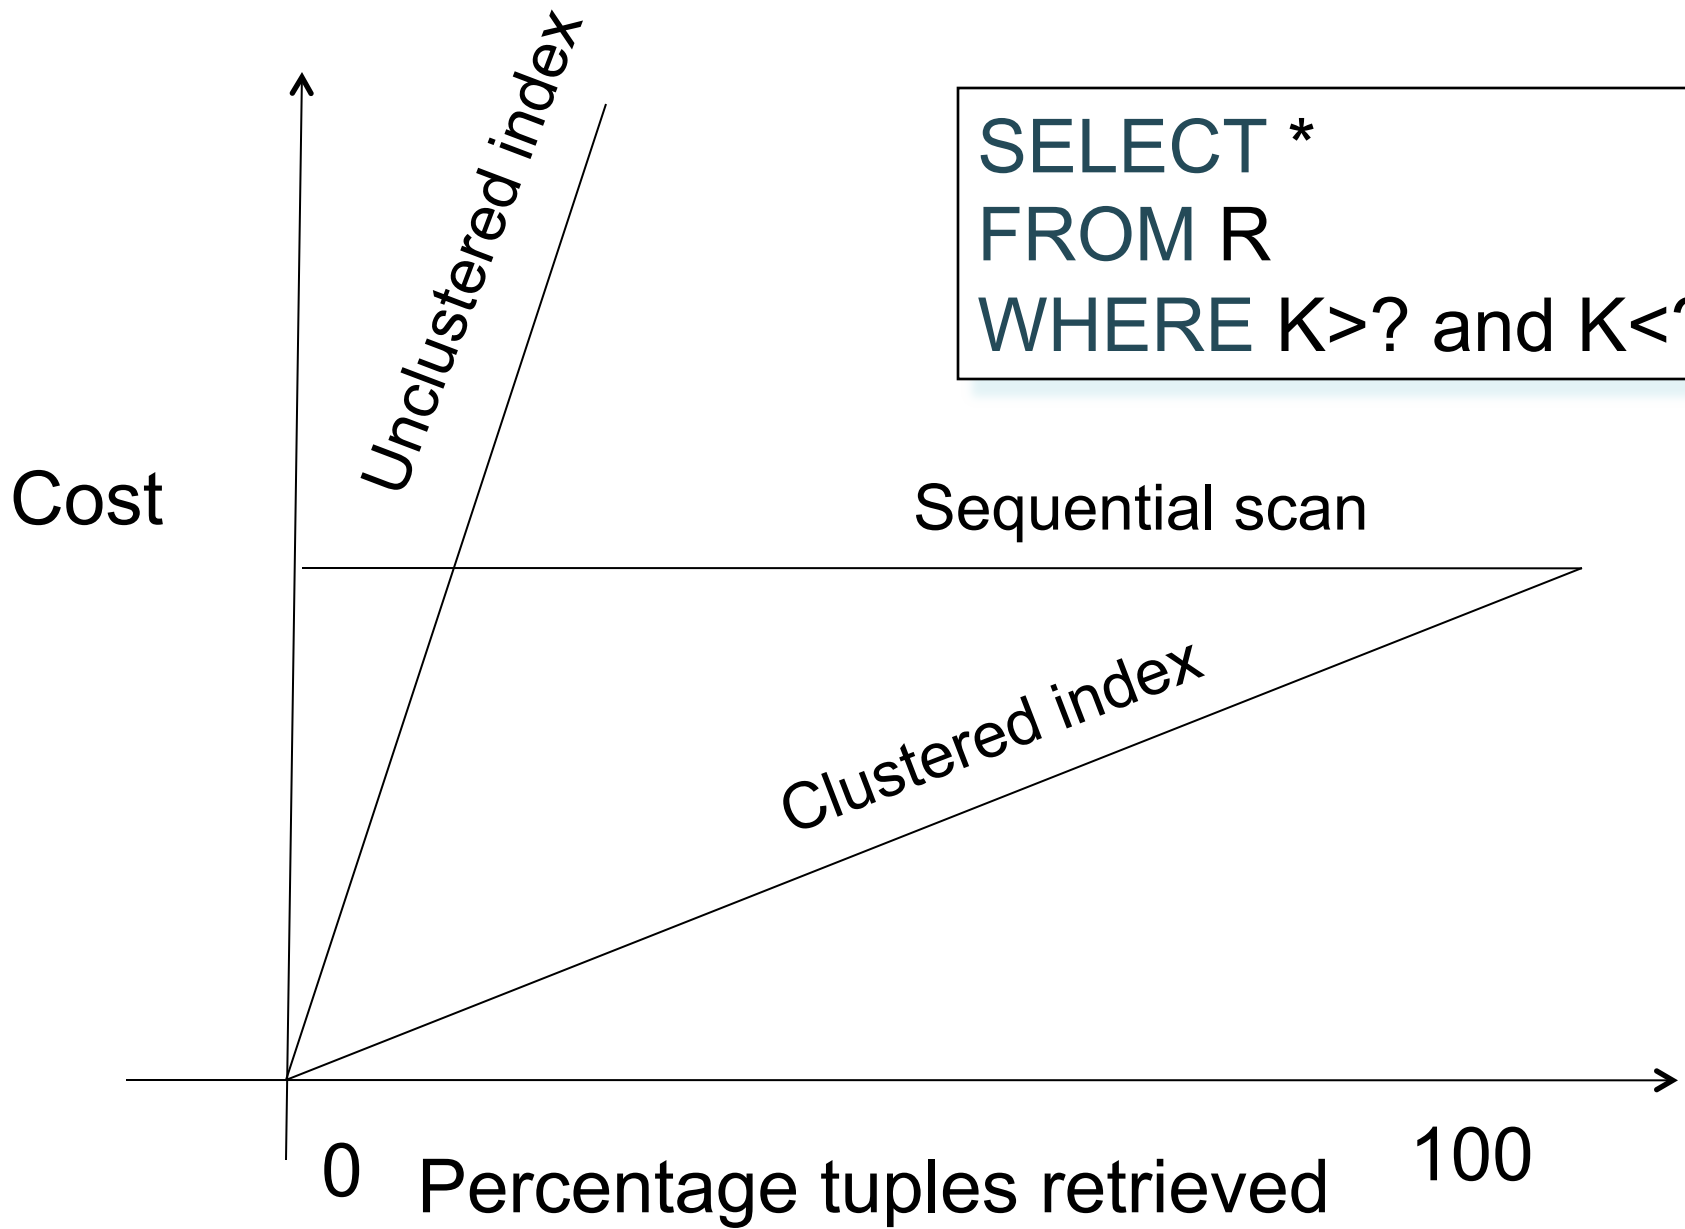 Unclustered index
SELECT *
FROM R
WHERE K>? and K<?
Cost
Sequential scan
Clustered index
0
100
Percentage tuples retrieved